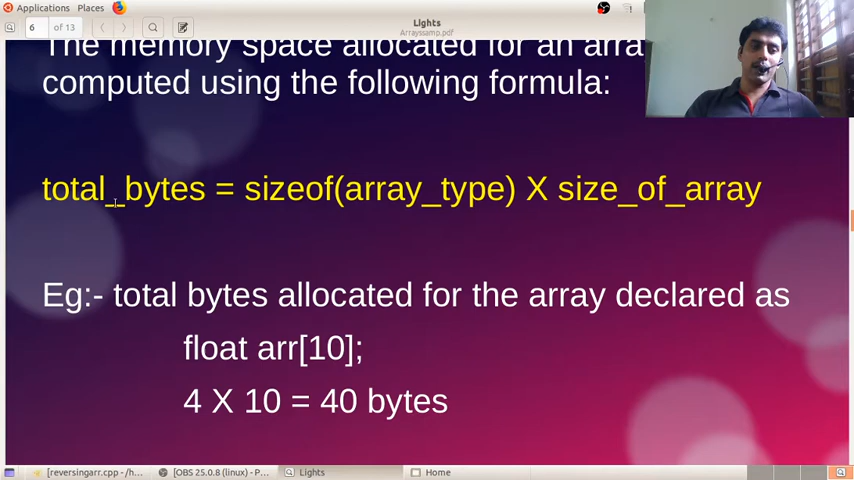 Applications Places
Lights
Arrayssamp.pdf
6 of 13
The memory space allocated for an arra
computed using the following formula:
total_bytes = sizeof(array_type) X size_of_array
Eg:- total bytes allocated for the array declared as
float arr[10];
4 X 10 = 40 bytes
[reversingarr.cpp - /h...
[OBS 25.0.8 (linux) - P...
Lights
Home